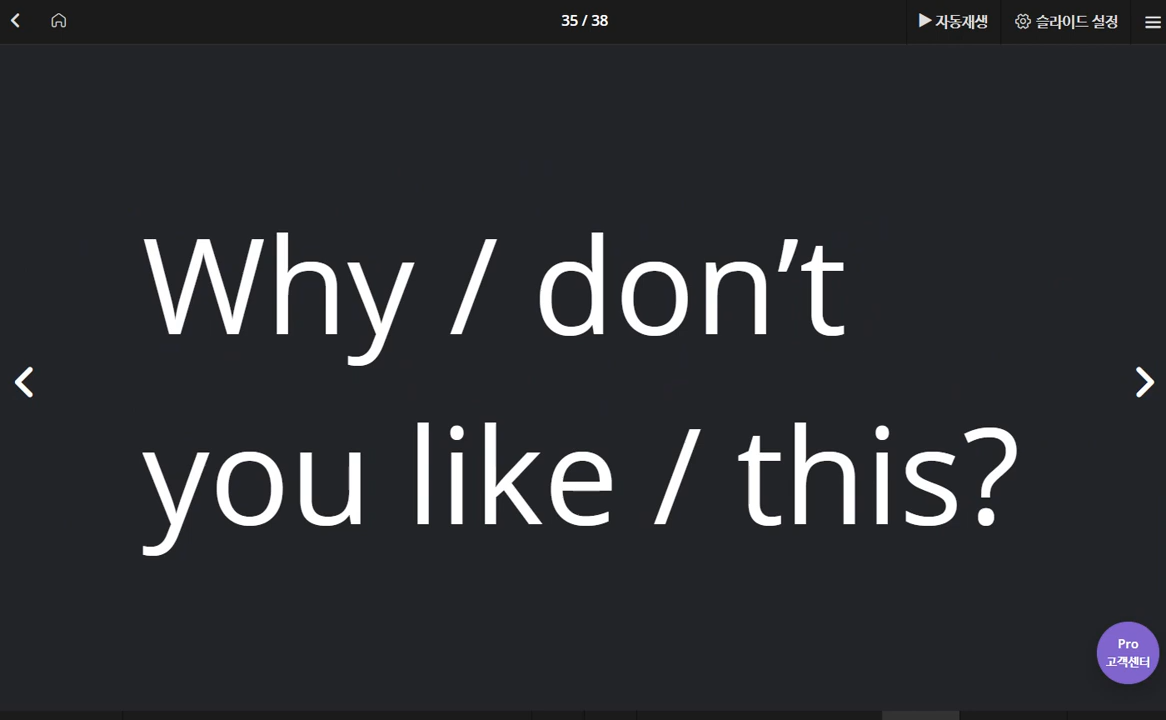 35 / 38
▶ 자동재생
슬라이드 설정
Why / don’t
you like / this?
Pro
고객센터